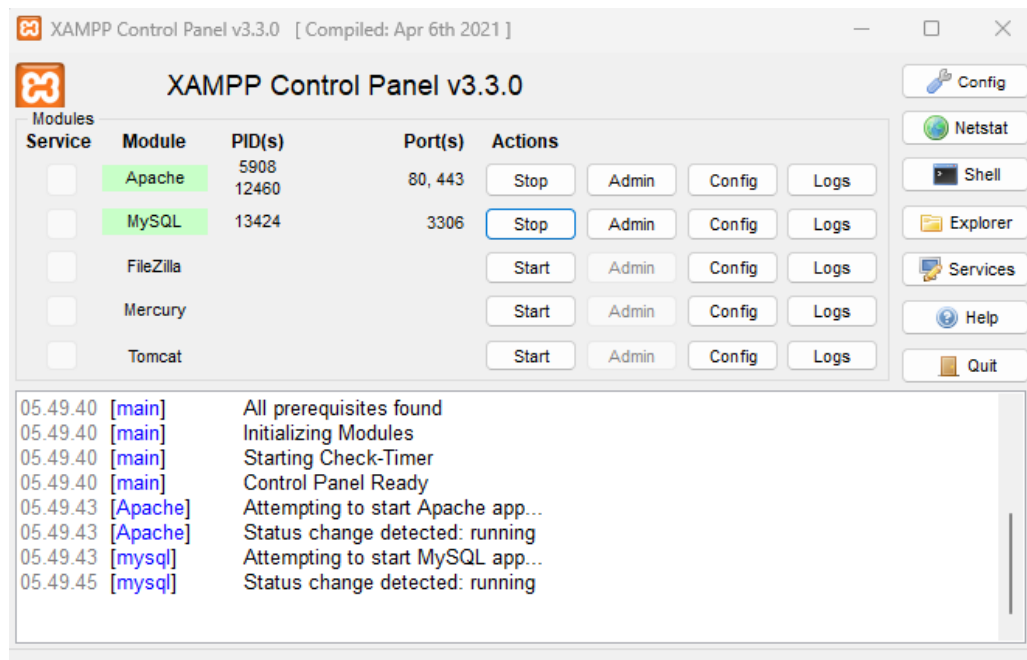 XAMPP Control Panel v3.3.0 [ Compiled: Apr 6th 2021 ]
XAMPP Control Panel v3.3.0
Config
Modules
Service Module PID(s) Port(s) Actions
Netstat
Apache 5908 12460 80, 443 Stop Admin Config Logs
Shell
MySQL 13424 3306 Stop Admin Config Logs
Explorer
FileZilla Start Admin Config Logs
Services
Mercury Start Admin Config Logs
Help
Tomcat Start Admin Config Logs
Quit
05.49.40 [main] All prerequisites found
05.49.40 [main] Initializing Modules
05.49.40 [main] Starting Check-Timer
05.49.40 [main] Control Panel Ready
05.49.43 [Apache] Attempting to start Apache app...
05.49.43 [Apache] Status change detected: running
05.49.43 [mysql] Attempting to start MySQL app...
05.49.45 [mysql] Status change detected: running